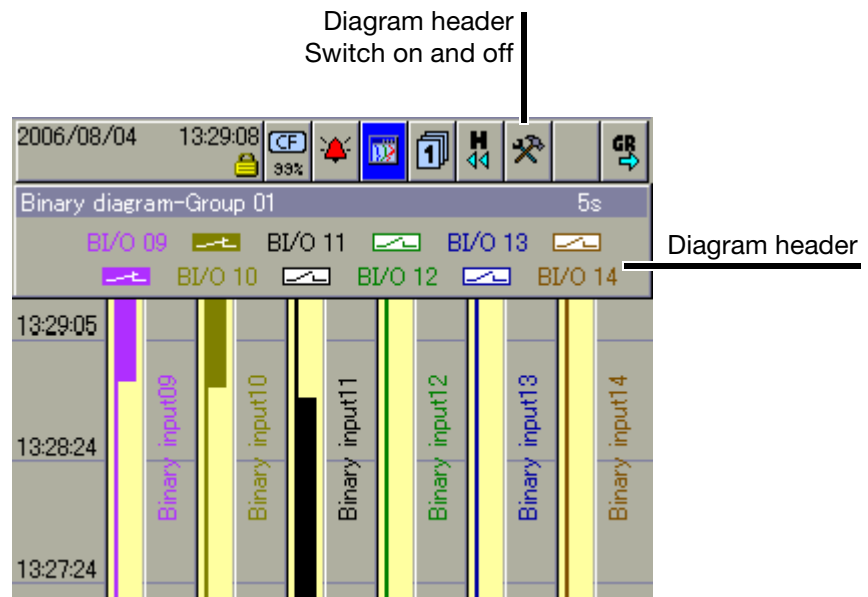 Diagram header
Switch on and off
2006/08/04 13:29:08 CF 99% 1 H GR
Binary diagram-Group 01 5s
BI/O 09 BI/O 11 BI/O 13
BI/O 10 BI/O 12 BI/O 14
Diagram header
13:29:05
13:28:24
13:27:24
Binary input09
Binary input10
Binary input11
Binary input12
Binary input13
Binary input14